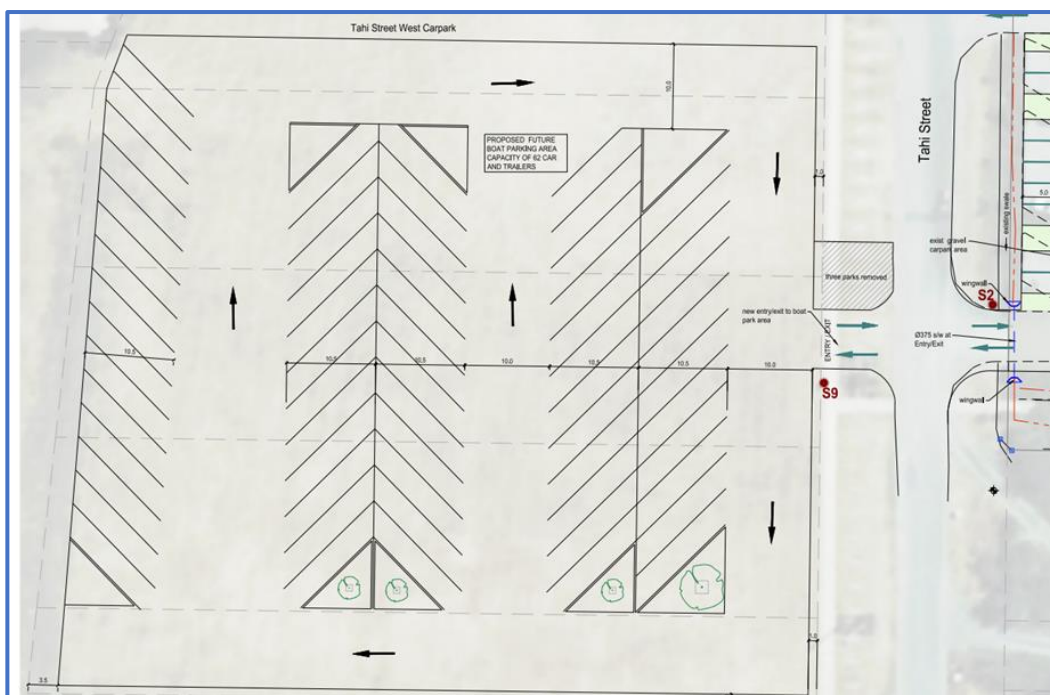 Tahi Street West Carpark
10.0
PROPOSED FUTURE
BOAT PARKING AREA
CAPACITY OF 62 CAR
AND TRAILERS
Tahi Street
existing swale
5.0
exist gravell
carpark area
three parks removed
wingwall
S2
new entry/exit to boat
park area
ENTRY / EXIT
Ø375 s/w at
Entry/Exit
10.5
10.5
10.5
10.0
10.5
10.5
10.0
S9
wingwall
3.5